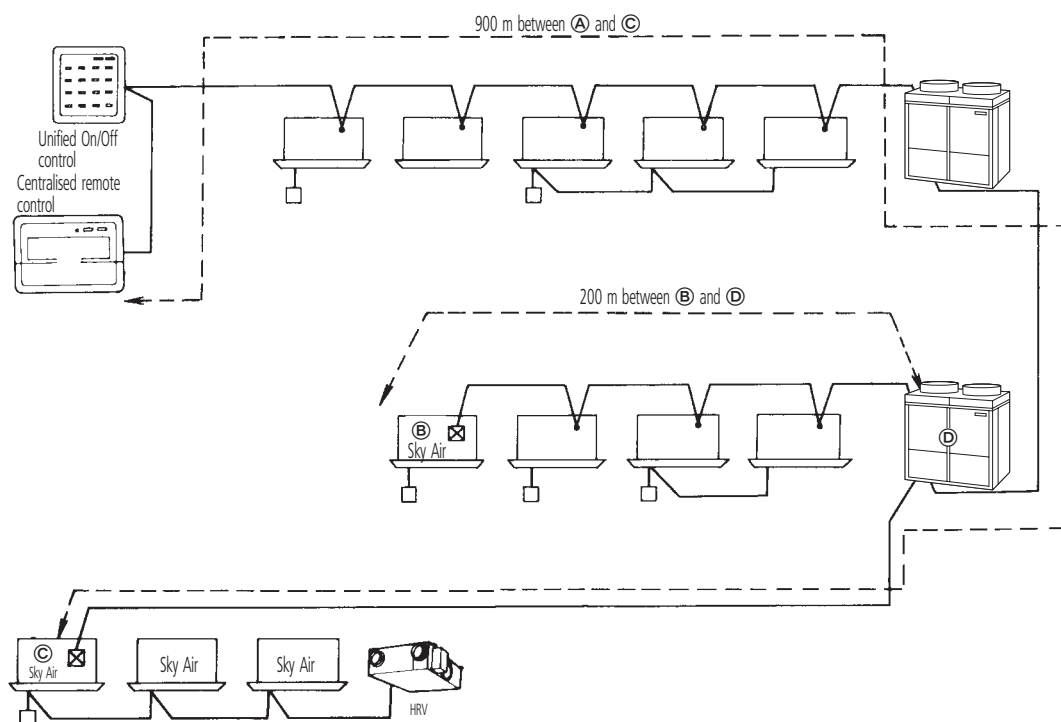 900 m between Ⓐ and Ⓒ
Unified On/Off
control
Centralised remote
control
200 m between Ⓑ and Ⓓ
Ⓑ
Sky Air
Ⓓ
Ⓒ
Sky Air
Sky Air
Sky Air
HRV